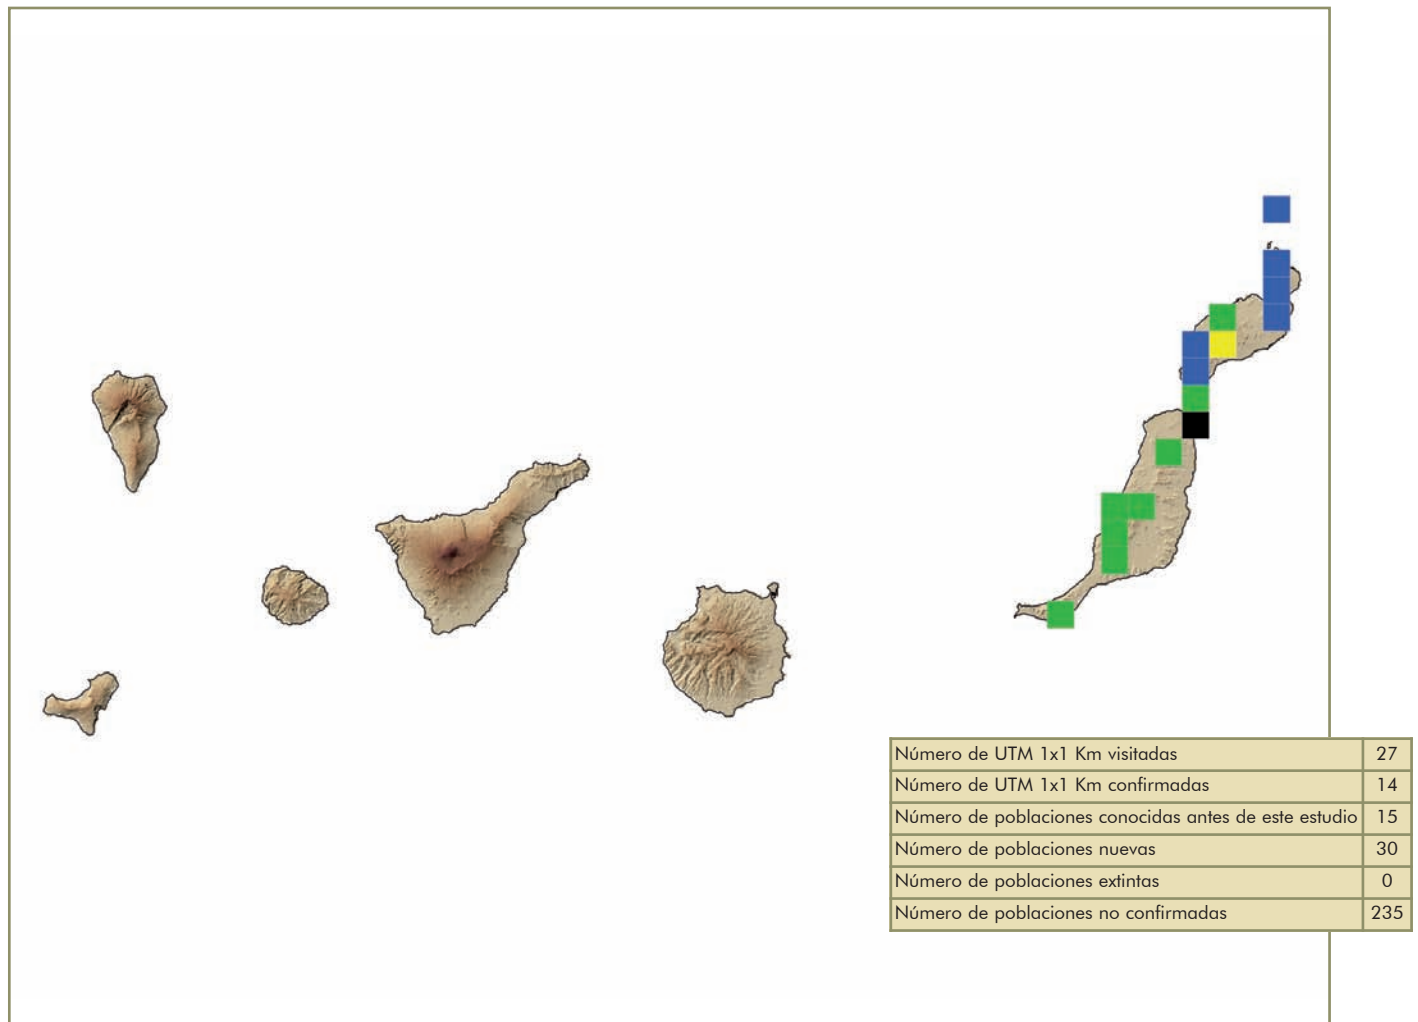 Número de UTM 1x1 Km visitadas 27
Número de UTM 1x1 Km confirmadas 14
Número de poblaciones conocidas antes de este estudio 15
Número de poblaciones nuevas 30
Número de poblaciones extintas 0
Número de poblaciones no confirmadas 235